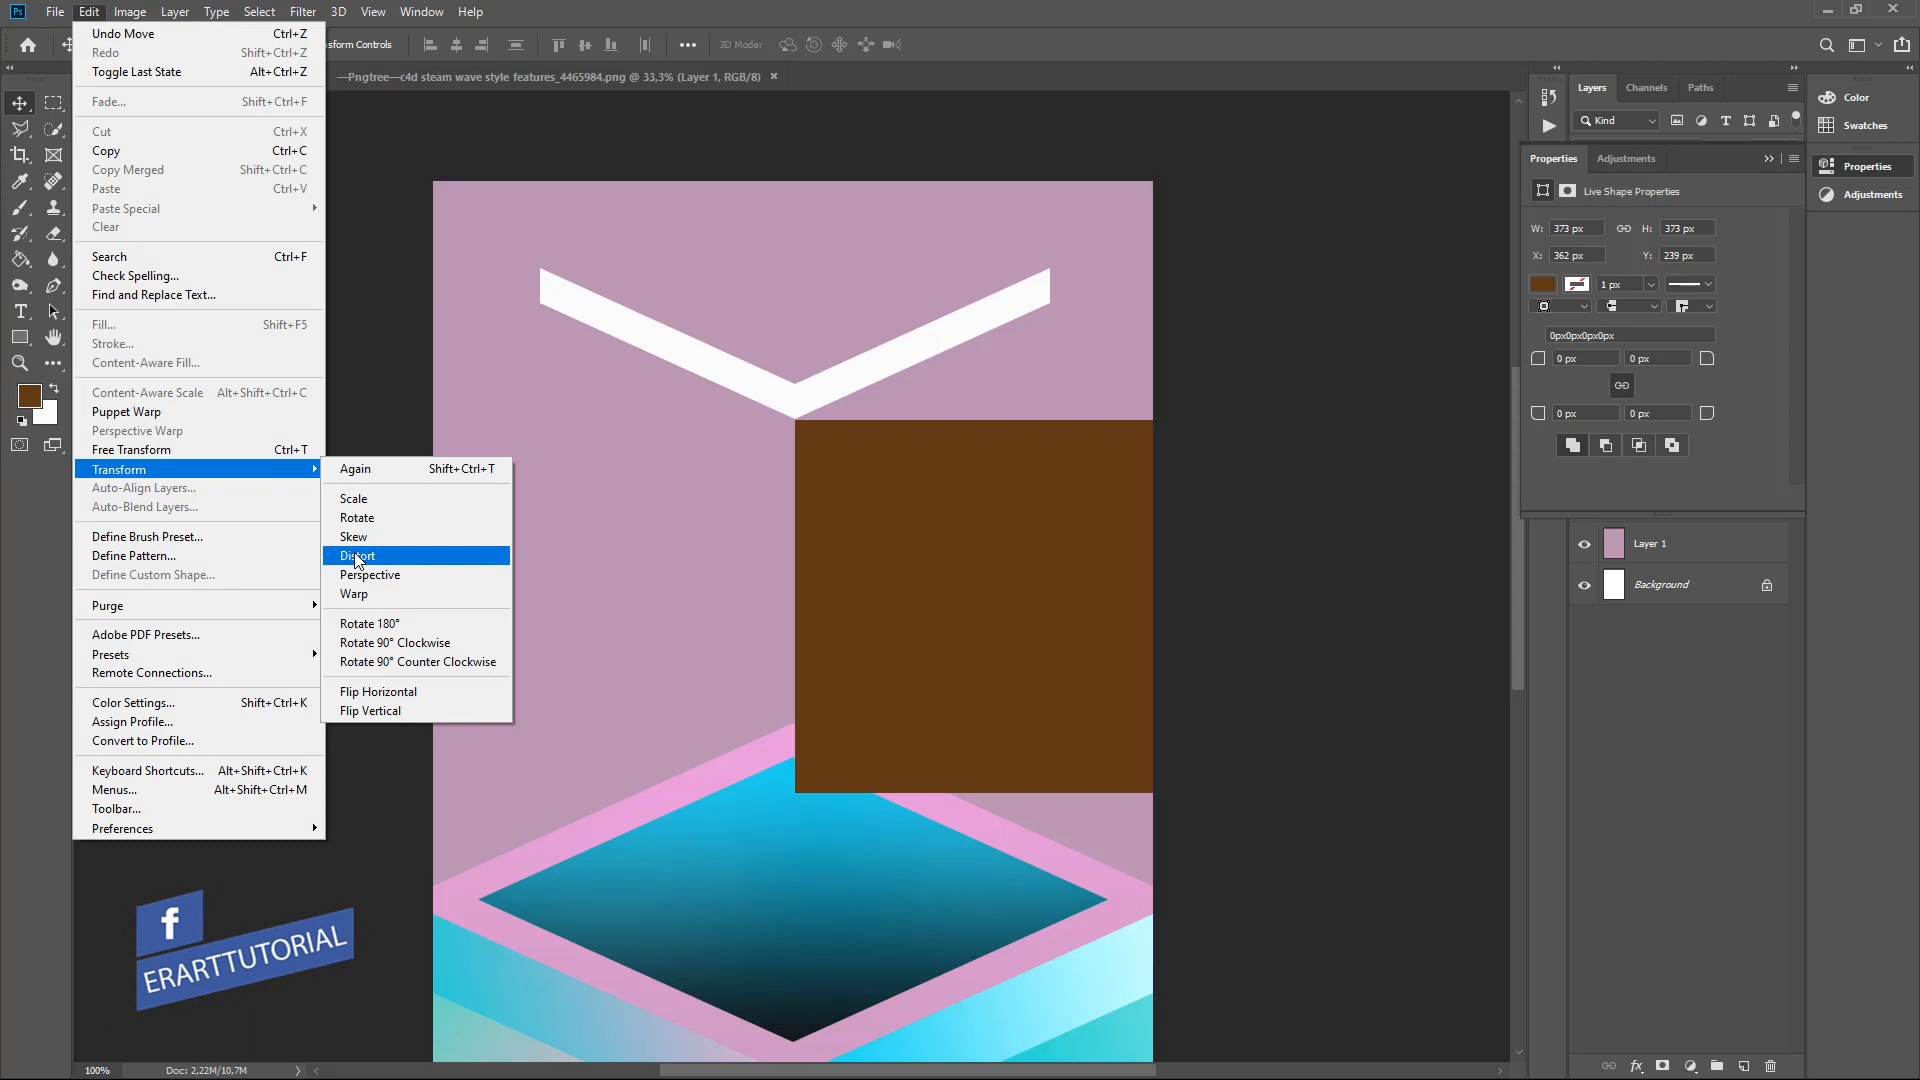 Ps File Edit Image Layer Type Select Filter 3D View Window Help
nsform Controls 3D Mode:
—Pngtree—c4d steam wave style features_4465984.png @ 33,3% (Layer 1, RGB/8) ×
Undo Move Ctrl+Z
Redo Shift+Ctrl+Z
Toggle Last State Alt+Ctrl+Z
Fade... Shift+Ctrl+F
Cut Ctrl+X
Copy Ctrl+C
Copy Merged Shift+Ctrl+C
Paste Ctrl+V
Paste Special
Clear
Search Ctrl+F
Check Spelling...
Find and Replace Text...
Fill... Shift+F5
Stroke...
Content-Aware Fill...
Content-Aware Scale Alt+Shift+Ctrl+C
Puppet Warp
Perspective Warp
Free Transform Ctrl+T
Transform
Auto-Align Layers...
Auto-Blend Layers...
Define Brush Preset...
Define Pattern...
Define Custom Shape...
Purge
Adobe PDF Presets...
Presets
Remote Connections...
Color Settings... Shift+Ctrl+K
Assign Profile...
Convert to Profile...
Keyboard Shortcuts... Alt+Shift+Ctrl+K
Menus... Alt+Shift+Ctrl+M
Toolbar...
Preferences
Again Shift+Ctrl+T
Scale
Rotate
Skew
Distort
Perspective
Warp
Rotate 180°
Rotate 90° Clockwise
Rotate 90° Counter Clockwise
Flip Horizontal
Flip Vertical
f
ERARTTUTORIAL
100% Doc: 2,22M/10,7M
Layers Channels Paths
Kind
Properties Adjustments
Live Shape Properties
W: 373 px H: 373 px
X: 362 px Y: 239 px
1 px
0px0px0px0px
0 px 0 px
0 px 0 px
Layer 1
Background
Color
Swatches
Properties
Adjustments